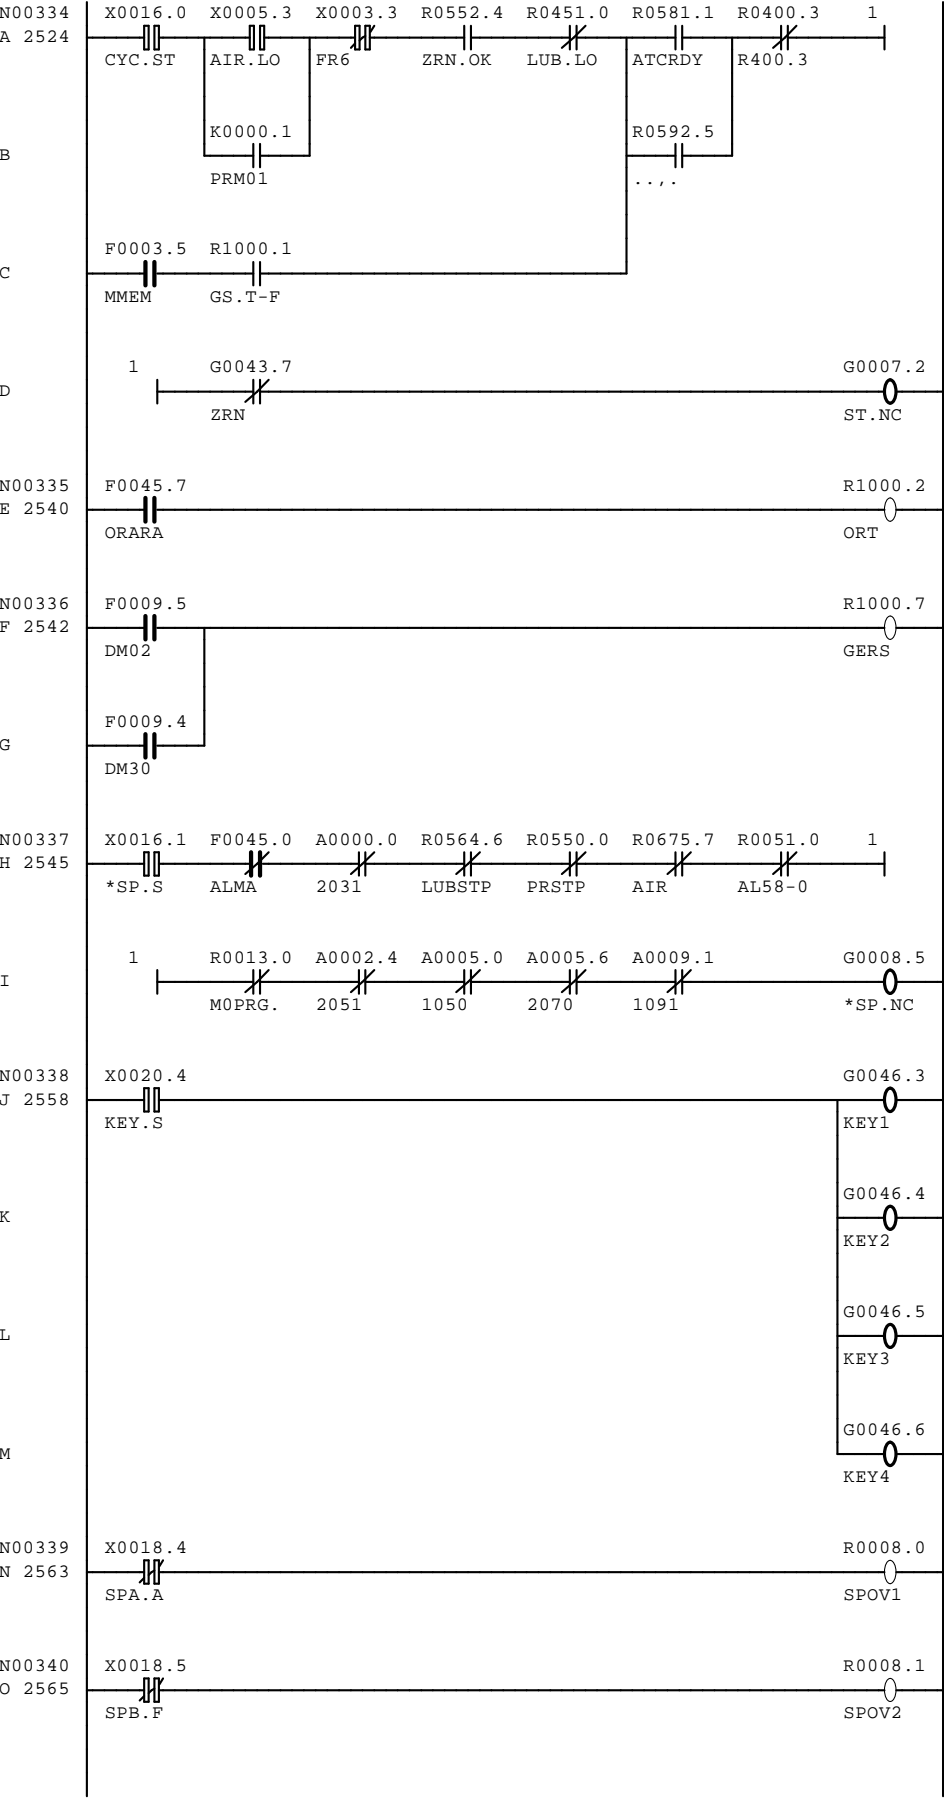 N00334 X0016.0 X0005.3 X0003.3 R0552.4 R0451.0 R0581.1 R0400.3 1
A 2524
CYC.ST AIR.LO FR6 ZRN.OK LUB.LO ATCRDY R400.3
K0000.1 R0592.5
B
PRM01 ..,.
F0003.5 R1000.1
C
MMEM GS.T-F
1 G0043.7 G0007.2
D
ZRN ST.NC
N00335 F0045.7 R1000.2
E 2540
ORARA ORT
N00336 F0009.5 R1000.7
F 2542
DM02 GERS
F0009.4
G
DM30
N00337 X0016.1 F0045.0 A0000.0 R0564.6 R0550.0 R0675.7 R0051.0 1
H 2545
*SP.S ALMA 2031 LUBSTP PRSTP AIR AL58-0
1 R0013.0 A0002.4 A0005.0 A0005.6 A0009.1 G0008.5
I
M0PRG. 2051 1050 2070 1091 *SP.NC
N00338 X0020.4 G0046.3
J 2558
KEY.S KEY1
G0046.4
K
KEY2
G0046.5
L
KEY3
G0046.6
M
KEY4
N00339 X0018.4 R0008.0
N 2563
SPA.A SPOV1
N00340 X0018.5 R0008.1
O 2565
SPB.F SPOV2